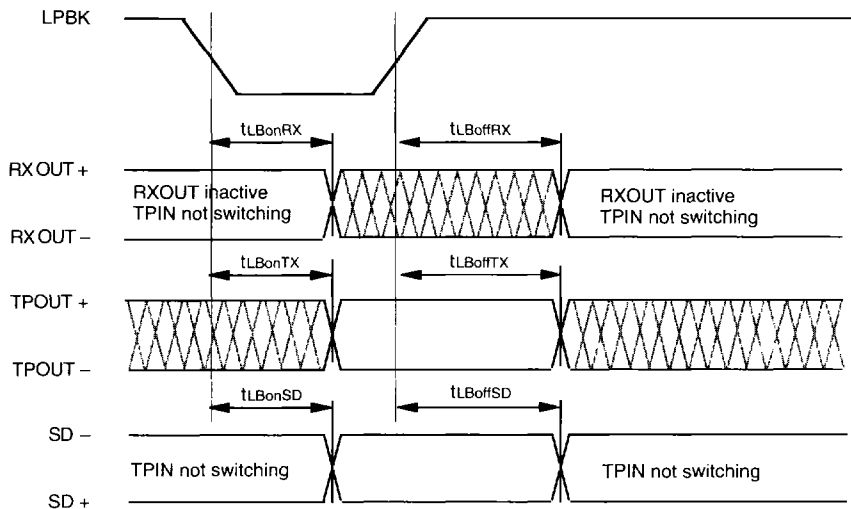 LPBK
tLBonRX tLBoffRX
RXOUT +
RXOUT inactive
TPIN not switching
RXOUT inactive
TPIN not switching
RXOUT –
tLBonTX tLBoffTX
TPOUT +
TPOUT –
tLBonSD tLBoffSD
SD –
TPIN not switching TPIN not switching
SD +